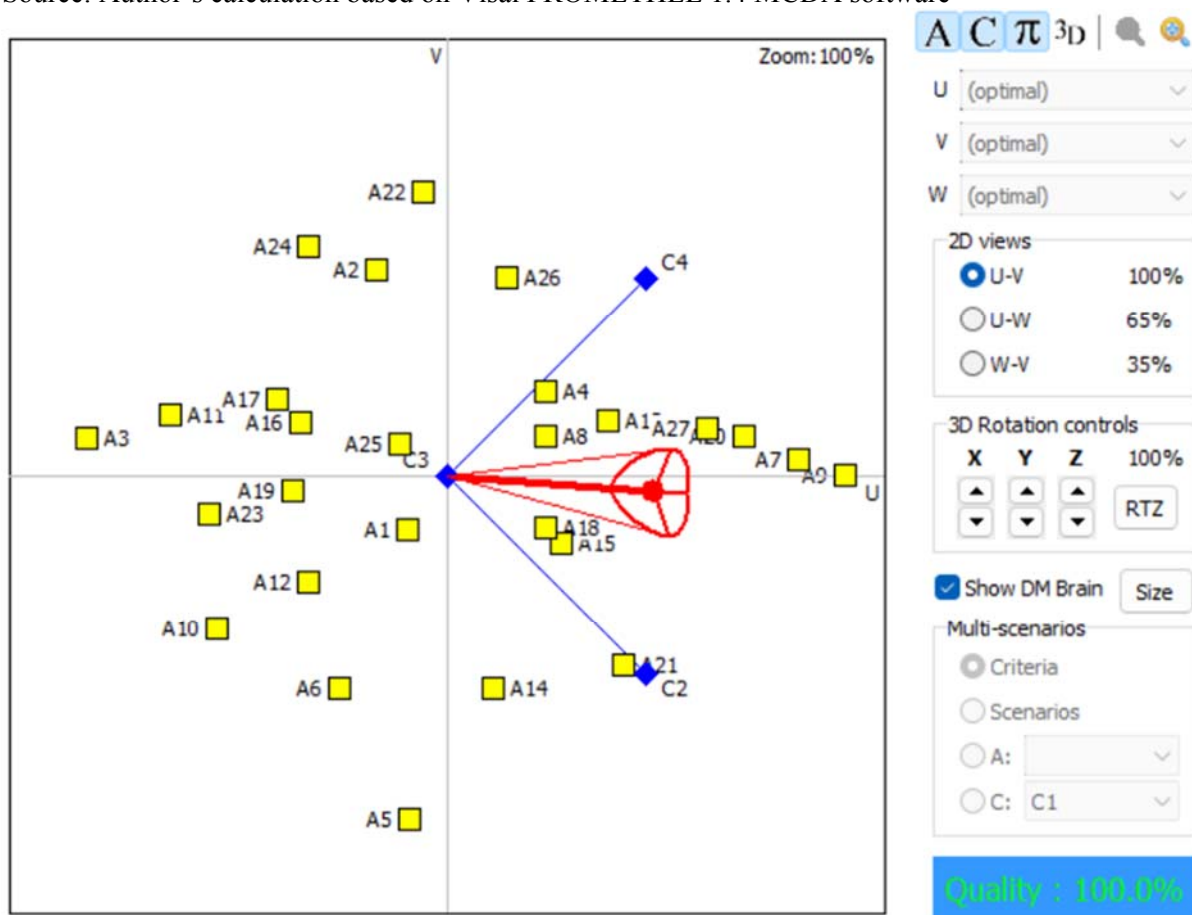 Source: Author's calculation based on Visal PROMETHEE 1.4 MCDA software
A C π 3D
V
Zoom: 100%
U (optimal)
V (optimal)
W (optimal)
2D views
U-V 100%
U-W 65%
W-V 35%
3D Rotation controls
X Y Z 100%
RTZ
Show DM Brain
Size
Multi-scenarios
Criteria
Scenarios
A:
C: C1
Quality : 100.0%
A22
A24
A2
A26
C4
A4
A17
A11
A16
A3
A8
A27
A25
C3
A7
A9
U
A19
A23
A1
A18
A15
A12
A10
A21
C2
A6
A14
A5